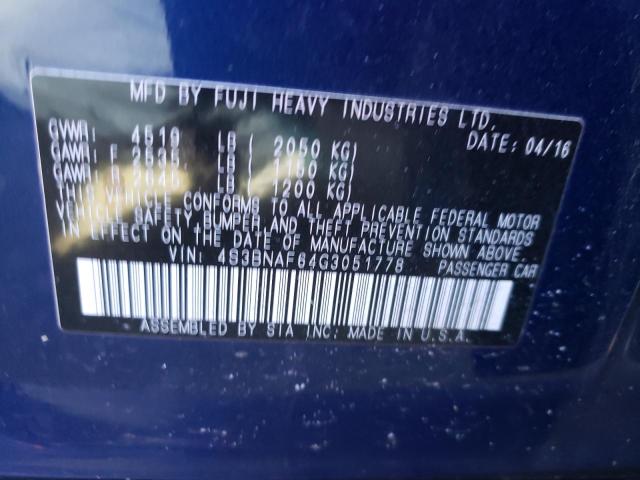 MFD BY FUJI HEAVY INDUSTRIES LTD.
GVWR: 4519 LB ( 2050 KG) DATE: 04/16
GAWR: F 2535 LB ( 1150 KG)
GAWR: R 2645 LB ( 1200 KG)
THIS VEHICLE CONFORMS TO ALL APPLICABLE FEDERAL MOTOR
VEHICLE SAFETY, BUMPER, AND THEFT PREVENTION STANDARDS
IN EFFECT ON THE DATE OF MANUFACTURE SHOWN ABOVE.
VIN: 4S3BNAF64G3051778 PASSENGER CAR
ASSEMBLED BY SIA INC. MADE IN U.S.A.